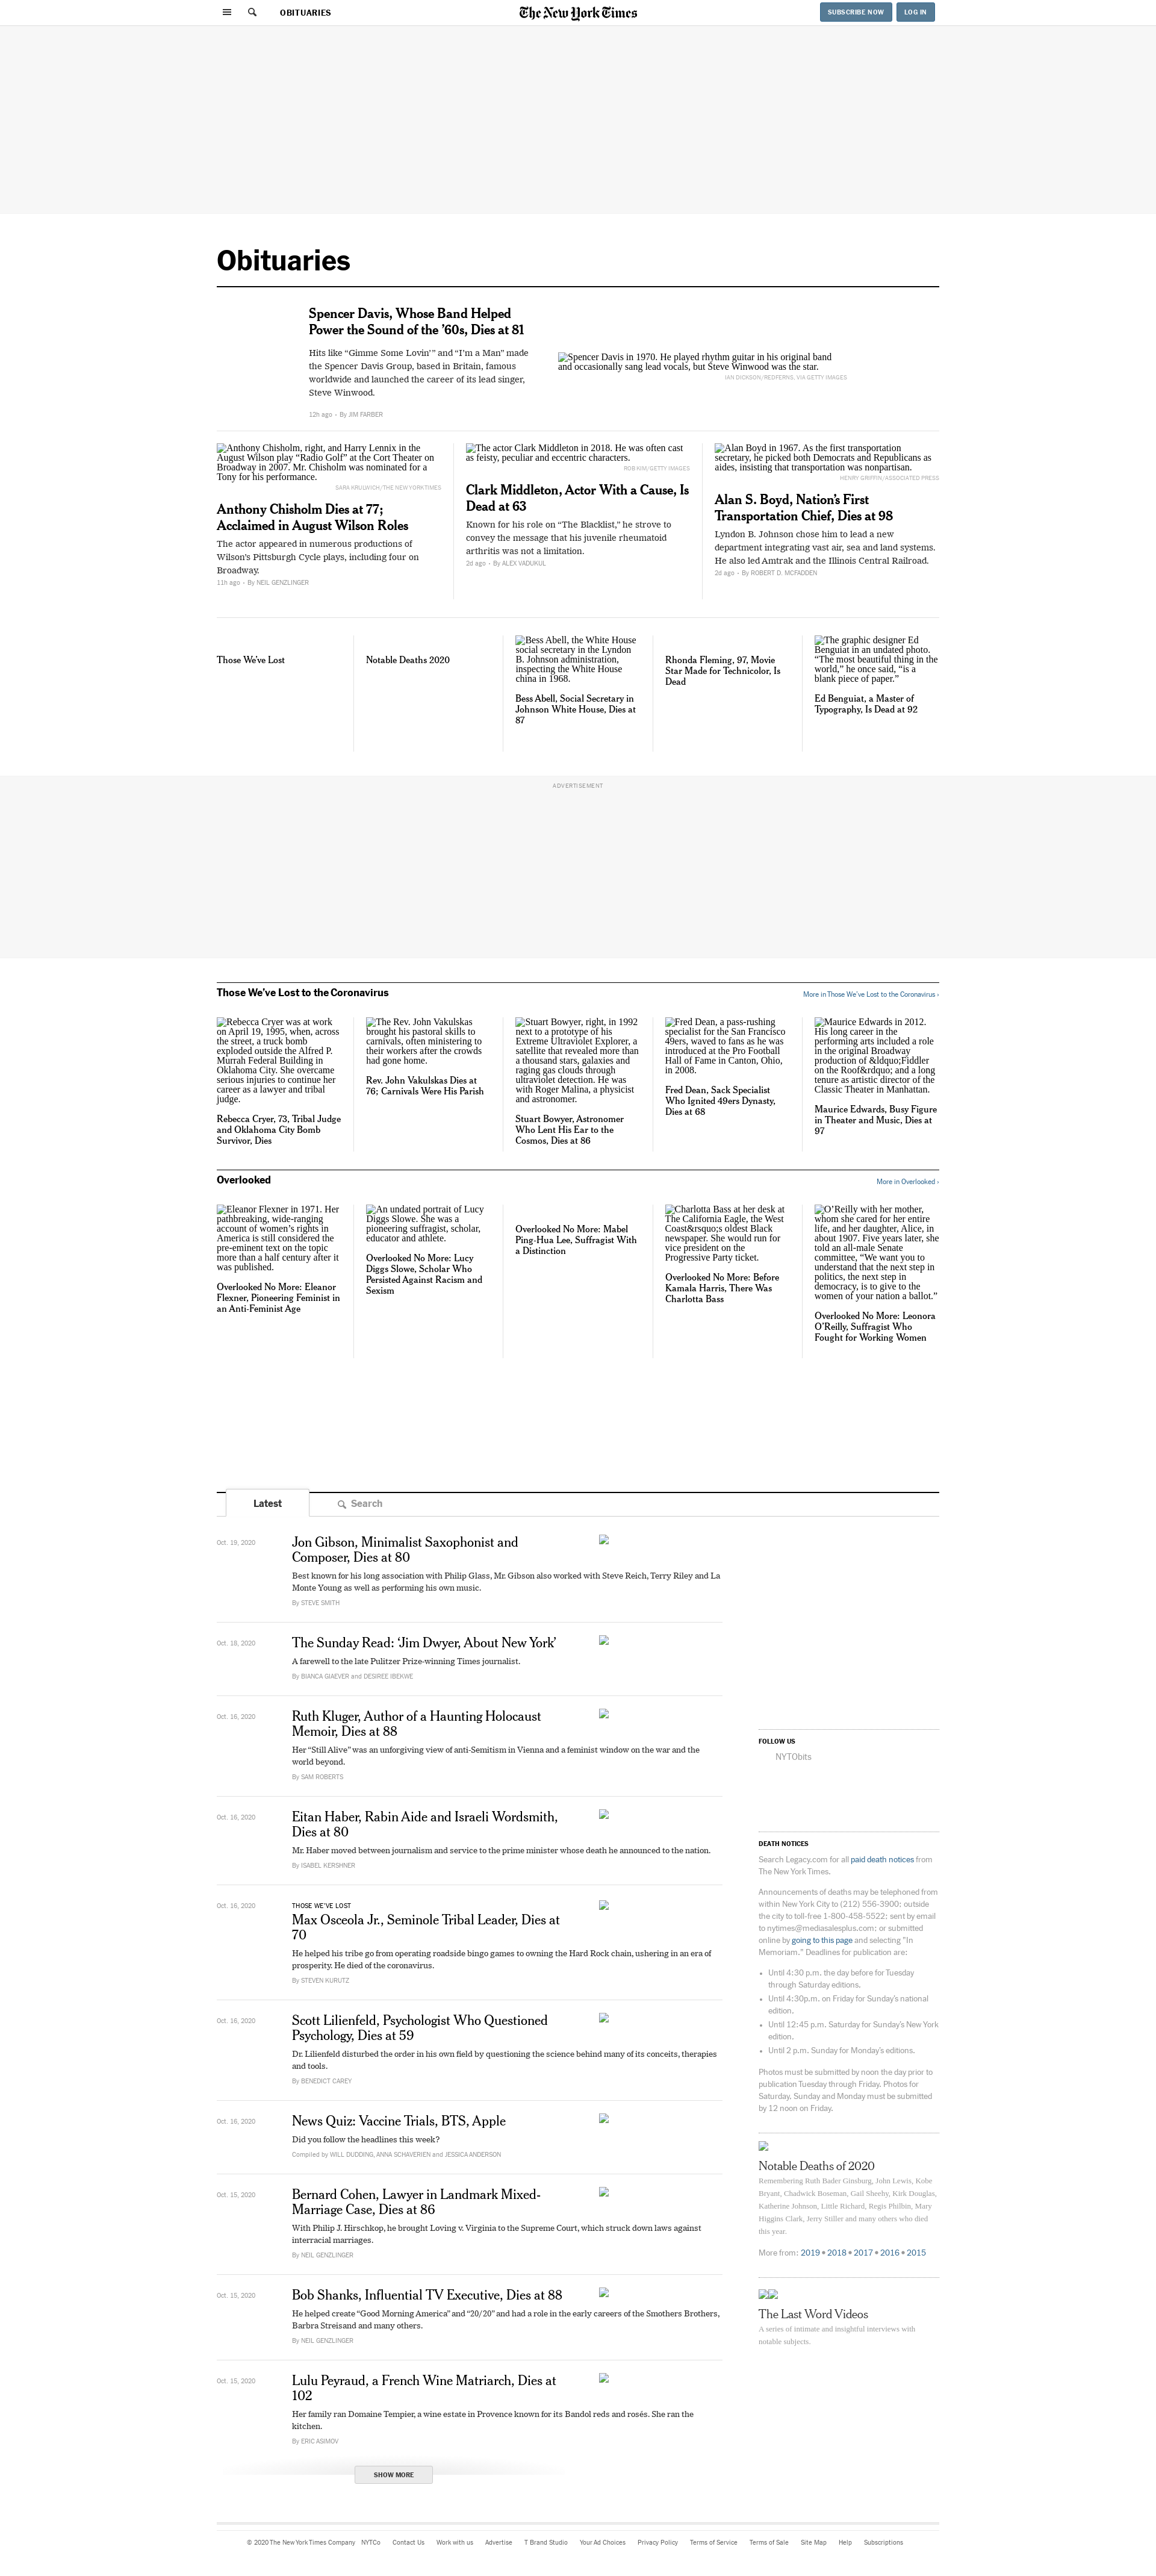 OBITUARIES
The New York Times
SUBSCRIBE NOW
LOG IN
Obituaries
Spencer Davis, Whose Band Helped
Power the Sound of the ’60s, Dies at 81
Hits like “Gimme Some Lovin’” and “I’m a Man” made
the Spencer Davis Group, based in Britain, famous
worldwide and launched the career of its lead singer,
Steve Winwood.
12h ago • By JIM FARBER
Spencer Davis in 1970. He played rhythm guitar in his original band
and occasionally sang lead vocals, but Steve Winwood was the star.
IAN DICKSON/REDFERNS, VIA GETTY IMAGES
Anthony Chisholm, right, and Harry Lennix in the
August Wilson play “Radio Golf” at the Cort Theater on
Broadway in 2007. Mr. Chisholm was nominated for a
Tony for his performance.
SARA KRULWICH/THE NEW YORK TIMES
Anthony Chisholm Dies at 77;
Acclaimed in August Wilson Roles
The actor appeared in numerous productions of
Wilson’s Pittsburgh Cycle plays, including four on
Broadway.
11h ago • By NEIL GENZLINGER
The actor Clark Middleton in 2018. He was often cast
as feisty, peculiar and eccentric characters.
ROB KIM/GETTY IMAGES
Clark Middleton, Actor With a Cause, Is
Dead at 63
Known for his role on “The Blacklist,” he strove to
convey the message that his juvenile rheumatoid
arthritis was not a limitation.
2d ago • By ALEX VADUKUL
Alan Boyd in 1967. As the first transportation
secretary, he picked both Democrats and Republicans as
aides, insisting that transportation was nonpartisan.
HENRY GRIFFIN/ASSOCIATED PRESS
Alan S. Boyd, Nation’s First
Transportation Chief, Dies at 98
Lyndon B. Johnson chose him to lead a new
department integrating vast air, sea and land systems.
He also led Amtrak and the Illinois Central Railroad.
2d ago • By ROBERT D. MCFADDEN
Those We’ve Lost
Notable Deaths 2020
Bess Abell, the White House
social secretary in the Lyndon
B. Johnson administration,
inspecting the White House
china in 1968.
Bess Abell, Social Secretary in
Johnson White House, Dies at
87
Rhonda Fleming, 97, Movie
Star Made for Technicolor, Is
Dead
The graphic designer Ed
Benguiat in an undated photo.
“The most beautiful thing in the
world,” he once said, “is a
blank piece of paper.”
Ed Benguiat, a Master of
Typography, Is Dead at 92
ADVERTISEMENT
Those We’ve Lost to the Coronavirus
More in Those We’ve Lost to the Coronavirus ›
Rebecca Cryer was at work
on April 19, 1995, when, across
the street, a truck bomb
exploded outside the Alfred P.
Murrah Federal Building in
Oklahoma City. She overcame
serious injuries to continue her
career as a lawyer and tribal
judge.
Rebecca Cryer, 73, Tribal Judge
and Oklahoma City Bomb
Survivor, Dies
The Rev. John Vakulskas
brought his pastoral skills to
carnivals, often ministering to
their workers after the crowds
had gone home.
Rev. John Vakulskas Dies at
76; Carnivals Were His Parish
Stuart Bowyer, right, in 1992
next to a prototype of his
Extreme Ultraviolet Explorer, a
satellite that revealed more than
a thousand stars, galaxies and
raging gas clouds through
ultraviolet detection. He was
with Roger Malina, a physicist
and astronomer.
Stuart Bowyer, Astronomer
Who Lent His Ear to the
Cosmos, Dies at 86
Fred Dean, a pass-rushing
specialist for the San Francisco
49ers, waved to fans as he was
introduced at the Pro Football
Hall of Fame in Canton, Ohio,
in 2008.
Fred Dean, Sack Specialist
Who Ignited 49ers Dynasty,
Dies at 68
Maurice Edwards in 2012.
His long career in the
performing arts included a role
in the original Broadway
production of &ldquo;Fiddler
on the Roof&rdquo; and a long
tenure as artistic director of the
Classic Theater in Manhattan.
Maurice Edwards, Busy Figure
in Theater and Music, Dies at
97
Overlooked
More in Overlooked ›
Eleanor Flexner in 1971. Her
pathbreaking, wide-ranging
account of women’s rights in
America is still considered the
pre-eminent text on the topic
more than a half century after it
was published.
Overlooked No More: Eleanor
Flexner, Pioneering Feminist in
an Anti-Feminist Age
An undated portrait of Lucy
Diggs Slowe. She was a
pioneering suffragist, scholar,
educator and athlete.
Overlooked No More: Lucy
Diggs Slowe, Scholar Who
Persisted Against Racism and
Sexism
Overlooked No More: Mabel
Ping-Hua Lee, Suffragist With
a Distinction
Charlotta Bass at her desk at
The California Eagle, the West
Coast&rsquo;s oldest Black
newspaper. She would run for
vice president on the
Progressive Party ticket.
Overlooked No More: Before
Kamala Harris, There Was
Charlotta Bass
O’Reilly with her mother,
whom she cared for her entire
life, and her daughter, Alice, in
about 1907. Five years later, she
told an all-male Senate
committee, “We want you to
understand that the next step in
politics, the next step in
democracy, is to give to the
women of your nation a ballot.”
Overlooked No More: Leonora
O’Reilly, Suffragist Who
Fought for Working Women
Latest
Search
Oct. 19, 2020
Jon Gibson, Minimalist Saxophonist and
Composer, Dies at 80
Best known for his long association with Philip Glass, Mr. Gibson also worked with Steve Reich, Terry Riley and La
Monte Young as well as performing his own music.
By STEVE SMITH
Oct. 18, 2020
The Sunday Read: ‘Jim Dwyer, About New York’
A farewell to the late Pulitzer Prize-winning Times journalist.
By BIANCA GIAEVER and DESIREE IBEKWE
Oct. 16, 2020
Ruth Kluger, Author of a Haunting Holocaust
Memoir, Dies at 88
Her “Still Alive” was an unforgiving view of anti-Semitism in Vienna and a feminist window on the war and the
world beyond.
By SAM ROBERTS
Oct. 16, 2020
Eitan Haber, Rabin Aide and Israeli Wordsmith,
Dies at 80
Mr. Haber moved between journalism and service to the prime minister whose death he announced to the nation.
By ISABEL KERSHNER
Oct. 16, 2020
THOSE WE’VE LOST
Max Osceola Jr., Seminole Tribal Leader, Dies at
70
He helped his tribe go from operating roadside bingo games to owning the Hard Rock chain, ushering in an era of
prosperity. He died of the coronavirus.
By STEVEN KURUTZ
Oct. 16, 2020
Scott Lilienfeld, Psychologist Who Questioned
Psychology, Dies at 59
Dr. Lilienfeld disturbed the order in his own field by questioning the science behind many of its conceits, therapies
and tools.
By BENEDICT CAREY
Oct. 16, 2020
News Quiz: Vaccine Trials, BTS, Apple
Did you follow the headlines this week?
Compiled by WILL DUDDING, ANNA SCHAVERIEN and JESSICA ANDERSON
Oct. 15, 2020
Bernard Cohen, Lawyer in Landmark Mixed-
Marriage Case, Dies at 86
With Philip J. Hirschkop, he brought Loving v. Virginia to the Supreme Court, which struck down laws against
interracial marriages.
By NEIL GENZLINGER
Oct. 15, 2020
Bob Shanks, Influential TV Executive, Dies at 88
He helped create “Good Morning America” and “20/20” and had a role in the early careers of the Smothers Brothers,
Barbra Streisand and many others.
By NEIL GENZLINGER
Oct. 15, 2020
Lulu Peyraud, a French Wine Matriarch, Dies at
102
Her family ran Domaine Tempier, a wine estate in Provence known for its Bandol reds and rosés. She ran the
kitchen.
By ERIC ASIMOV
SHOW MORE
FOLLOW US
NYTObits
DEATH NOTICES
Search Legacy.com for all paid death notices from
The New York Times.
Announcements of deaths may be telephoned from
within New York City to (212) 556-3900; outside
the city to toll-free 1-800-458-5522; sent by email
to nytimes@mediasalesplus.com; or submitted
online by going to this page and selecting "In
Memoriam." Deadlines for publication are:
• Until 4:30 p.m. the day before for Tuesday
through Saturday editions.
• Until 4:30p.m. on Friday for Sunday’s national
edition.
• Until 12:45 p.m. Saturday for Sunday’s New York
edition.
• Until 2 p.m. Sunday for Monday’s editions.
Photos must be submitted by noon the day prior to
publication Tuesday through Friday. Photos for
Saturday, Sunday and Monday must be submitted
by 12 noon on Friday.
Notable Deaths of 2020
Remembering Ruth Bader Ginsburg, John Lewis, Kobe
Bryant, Chadwick Boseman, Gail Sheehy, Kirk Douglas,
Katherine Johnson, Little Richard, Regis Philbin, Mary
Higgins Clark, Jerry Stiller and many others who died
this year.
More from: 2019 • 2018 • 2017 • 2016 • 2015
The Last Word Videos
A series of intimate and insightful interviews with
notable subjects.
© 2020 The New York Times Company NYTCo Contact Us Work with us Advertise T Brand Studio Your Ad Choices Privacy Policy Terms of Service Terms of Sale Site Map Help Subscriptions